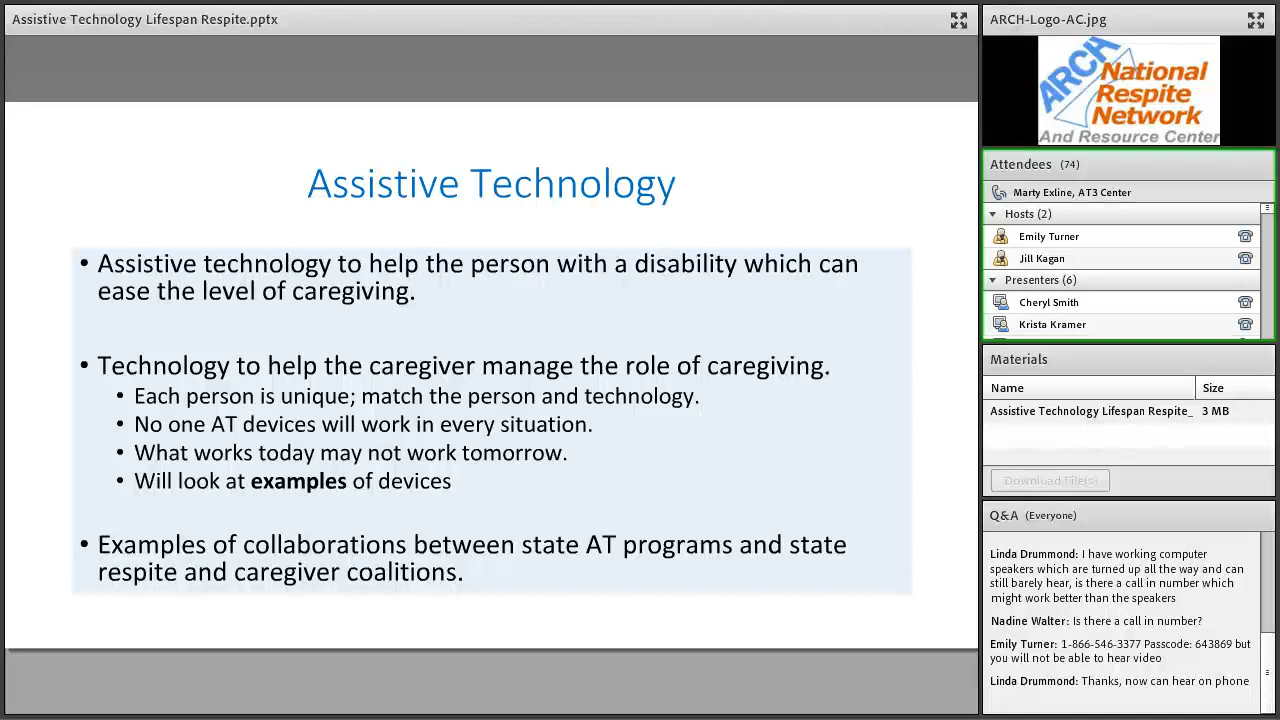 Assistive Technology Lifespan Respite.pptx
Assistive Technology
• Assistive technology to help the person with a disability which can
ease the level of caregiving.
• Technology to help the caregiver manage the role of caregiving.
• Each person is unique; match the person and technology.
• No one AT devices will work in every situation.
• What works today may not work tomorrow.
• Will look at examples of devices
• Examples of collaborations between state AT programs and state
respite and caregiver coalitions.
ARCH-Logo-AC.jpg
ARCH
National
Respite
Network
And Resource Center
Attendees (74)
Marty Exline, AT3 Center
Hosts (2)
Emily Turner
Jill Kagan
Presenters (6)
Cheryl Smith
Krista Kramer
Materials
Name Size
Assistive Technology Lifespan Respite_ 3 MB
Download File(s)
Q&A (Everyone)
Linda Drummond: I have working computer
speakers which are turned up all the way and can
still barely hear, is there a call in number which
might work better than the speakers
Nadine Walter: Is there a call in number?
Emily Turner: 1-866-546-3377 Passcode: 643869 but
you will not be able to hear video
Linda Drummond: Thanks, now can hear on phone